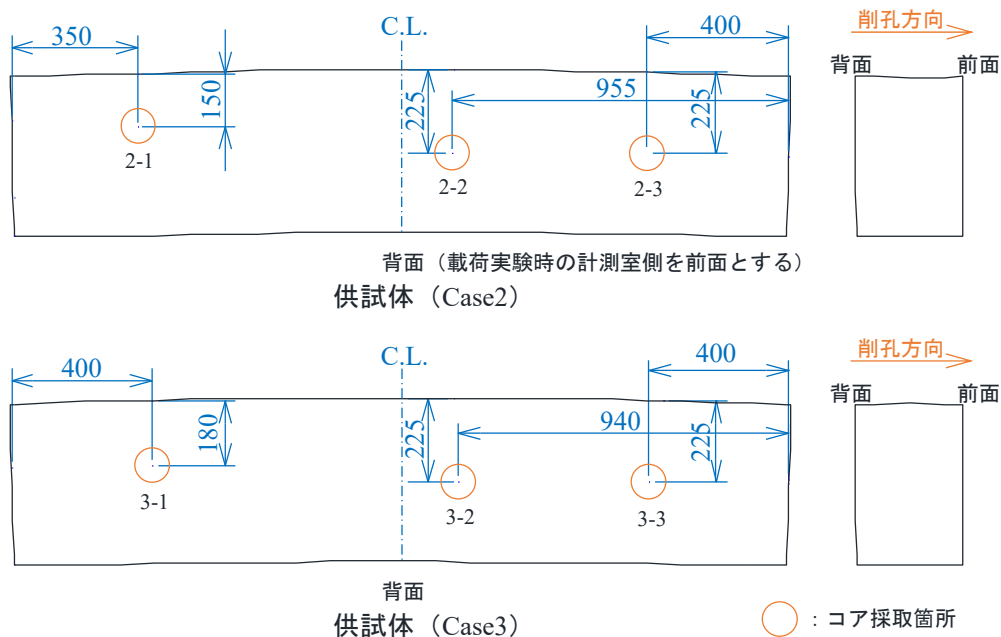 350
C.L.
400
削孔方向
背面
前面
150
225
955
225
2-1
2-2
2-3
背面（載荷実験時の計測室側を前面とする）
供試体（Case2）
400
C.L.
400
削孔方向
背面
前面
180
225
940
225
3-1
3-2
3-3
背面
供試体（Case3）
：コア採取箇所